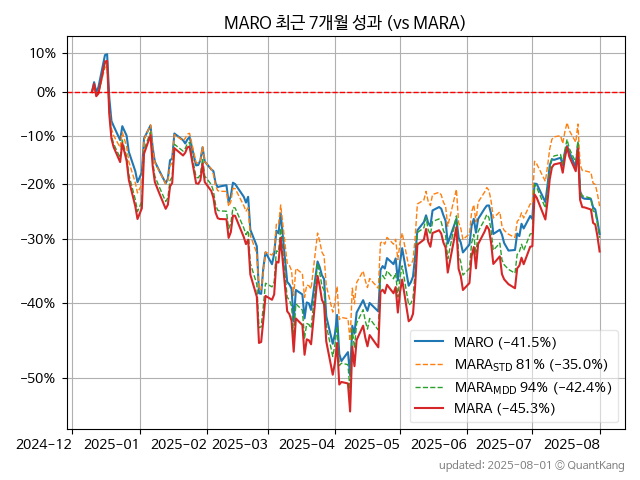 MARO 최근 7개월 성과 (vs MARA)
10%
0%
−10%
−20%
−30%
−40%
−50%
MARO (−41.5%)
MARA_STD 81% (−35.0%)
MARA_MDD 94% (−42.4%)
MARA (−45.3%)
2024−12 2025−01 2025−02 2025−03 2025−04 2025−05 2025−06 2025−07 2025−08
updated: 2025-08-01 © QuantKang